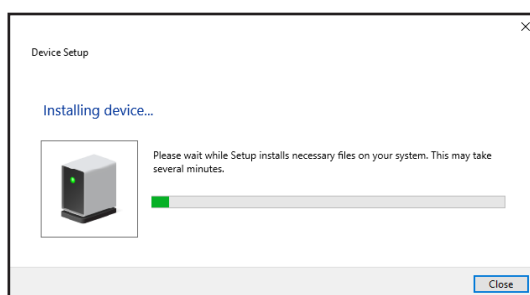 Device Setup
Installing device...
Please wait while Setup installs necessary files on your system. This may take
several minutes.
Close